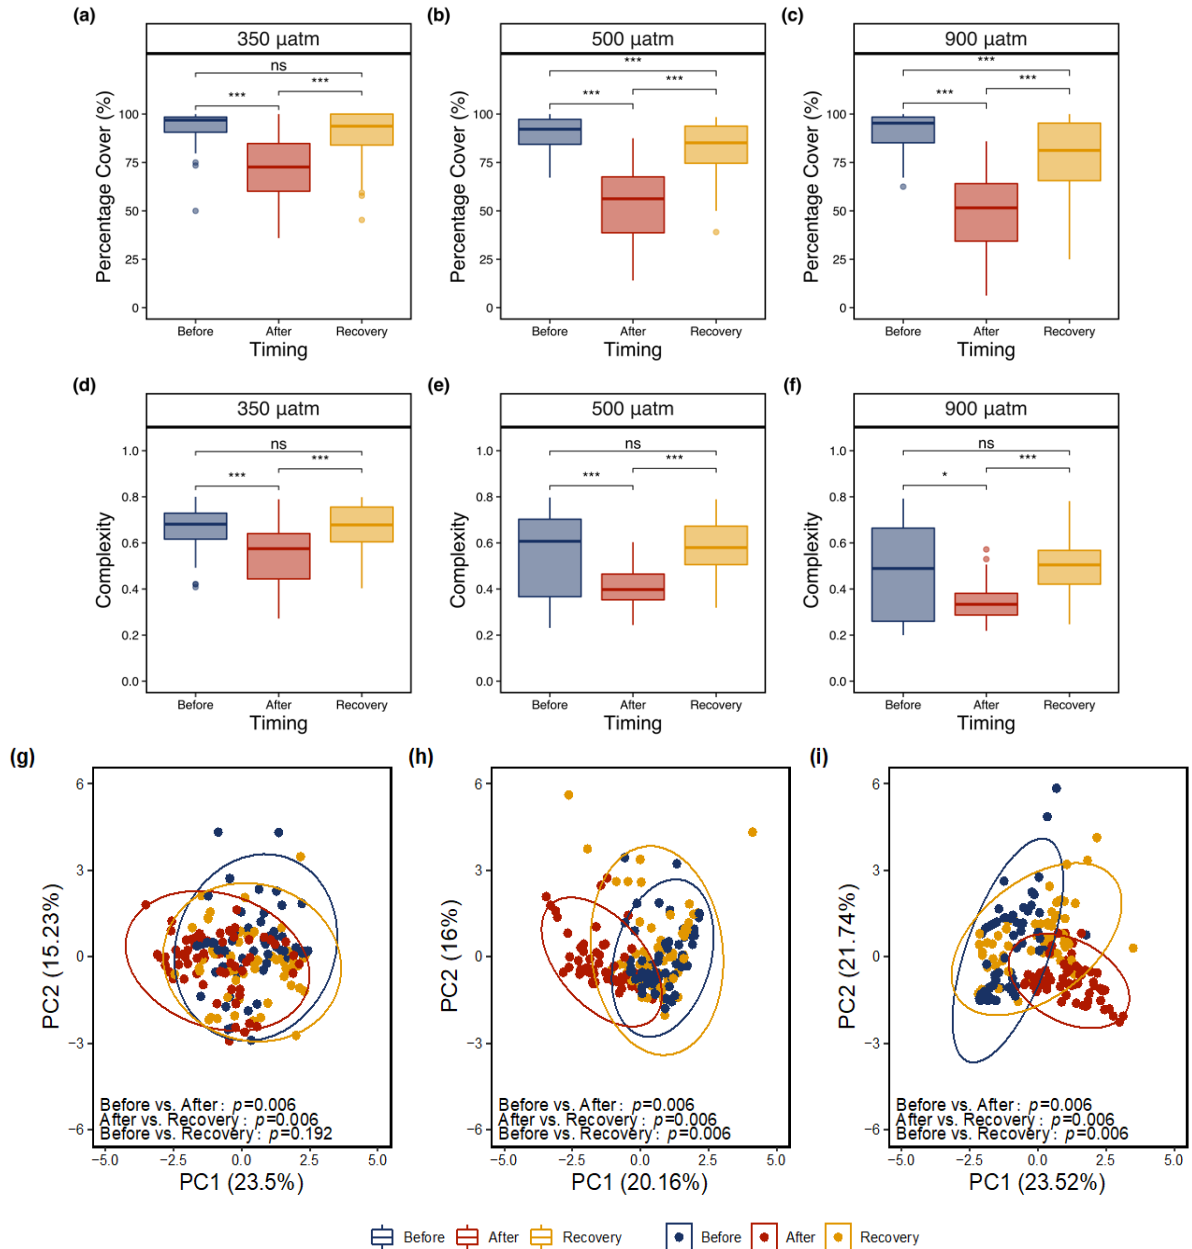 (a)
350 µatm
Percentage Cover (%)
100
75
50
25
0
ns
***
***
Before After Recovery
Timing
(b)
500 µatm
Percentage Cover (%)
100
75
50
25
0
***
***
***
Before After Recovery
Timing
(c)
900 µatm
Percentage Cover (%)
100
75
50
25
0
***
***
***
Before After Recovery
Timing
(d)
350 µatm
Complexity
1.0
0.8
0.6
0.4
0.2
0.0
ns
***
***
Before After Recovery
Timing
(e)
500 µatm
Complexity
1.0
0.8
0.6
0.4
0.2
0.0
ns
***
***
Before After Recovery
Timing
(f)
900 µatm
Complexity
1.0
0.8
0.6
0.4
0.2
0.0
ns
***
*
Before After Recovery
Timing
(g)
PC2 (15.23%)
6
3
0
−3
−6
Before vs. After: p=0.006
After vs. Recovery: p=0.006
Before vs. Recovery: p=0.192
−5.0 −2.5 0.0 2.5 5.0
PC1 (23.5%)
(h)
PC2 (16%)
6
3
0
−3
−6
Before vs. After: p=0.006
After vs. Recovery: p=0.006
Before vs. Recovery: p=0.006
−5.0 −2.5 0.0 2.5 5.0
PC1 (20.16%)
(i)
PC2 (21.74%)
6
3
0
−3
−6
Before vs. After: p=0.006
After vs. Recovery: p=0.006
Before vs. Recovery: p=0.006
−5.0 −2.5 0.0 2.5 5.0
PC1 (23.52%)
Before After Recovery Before After Recovery